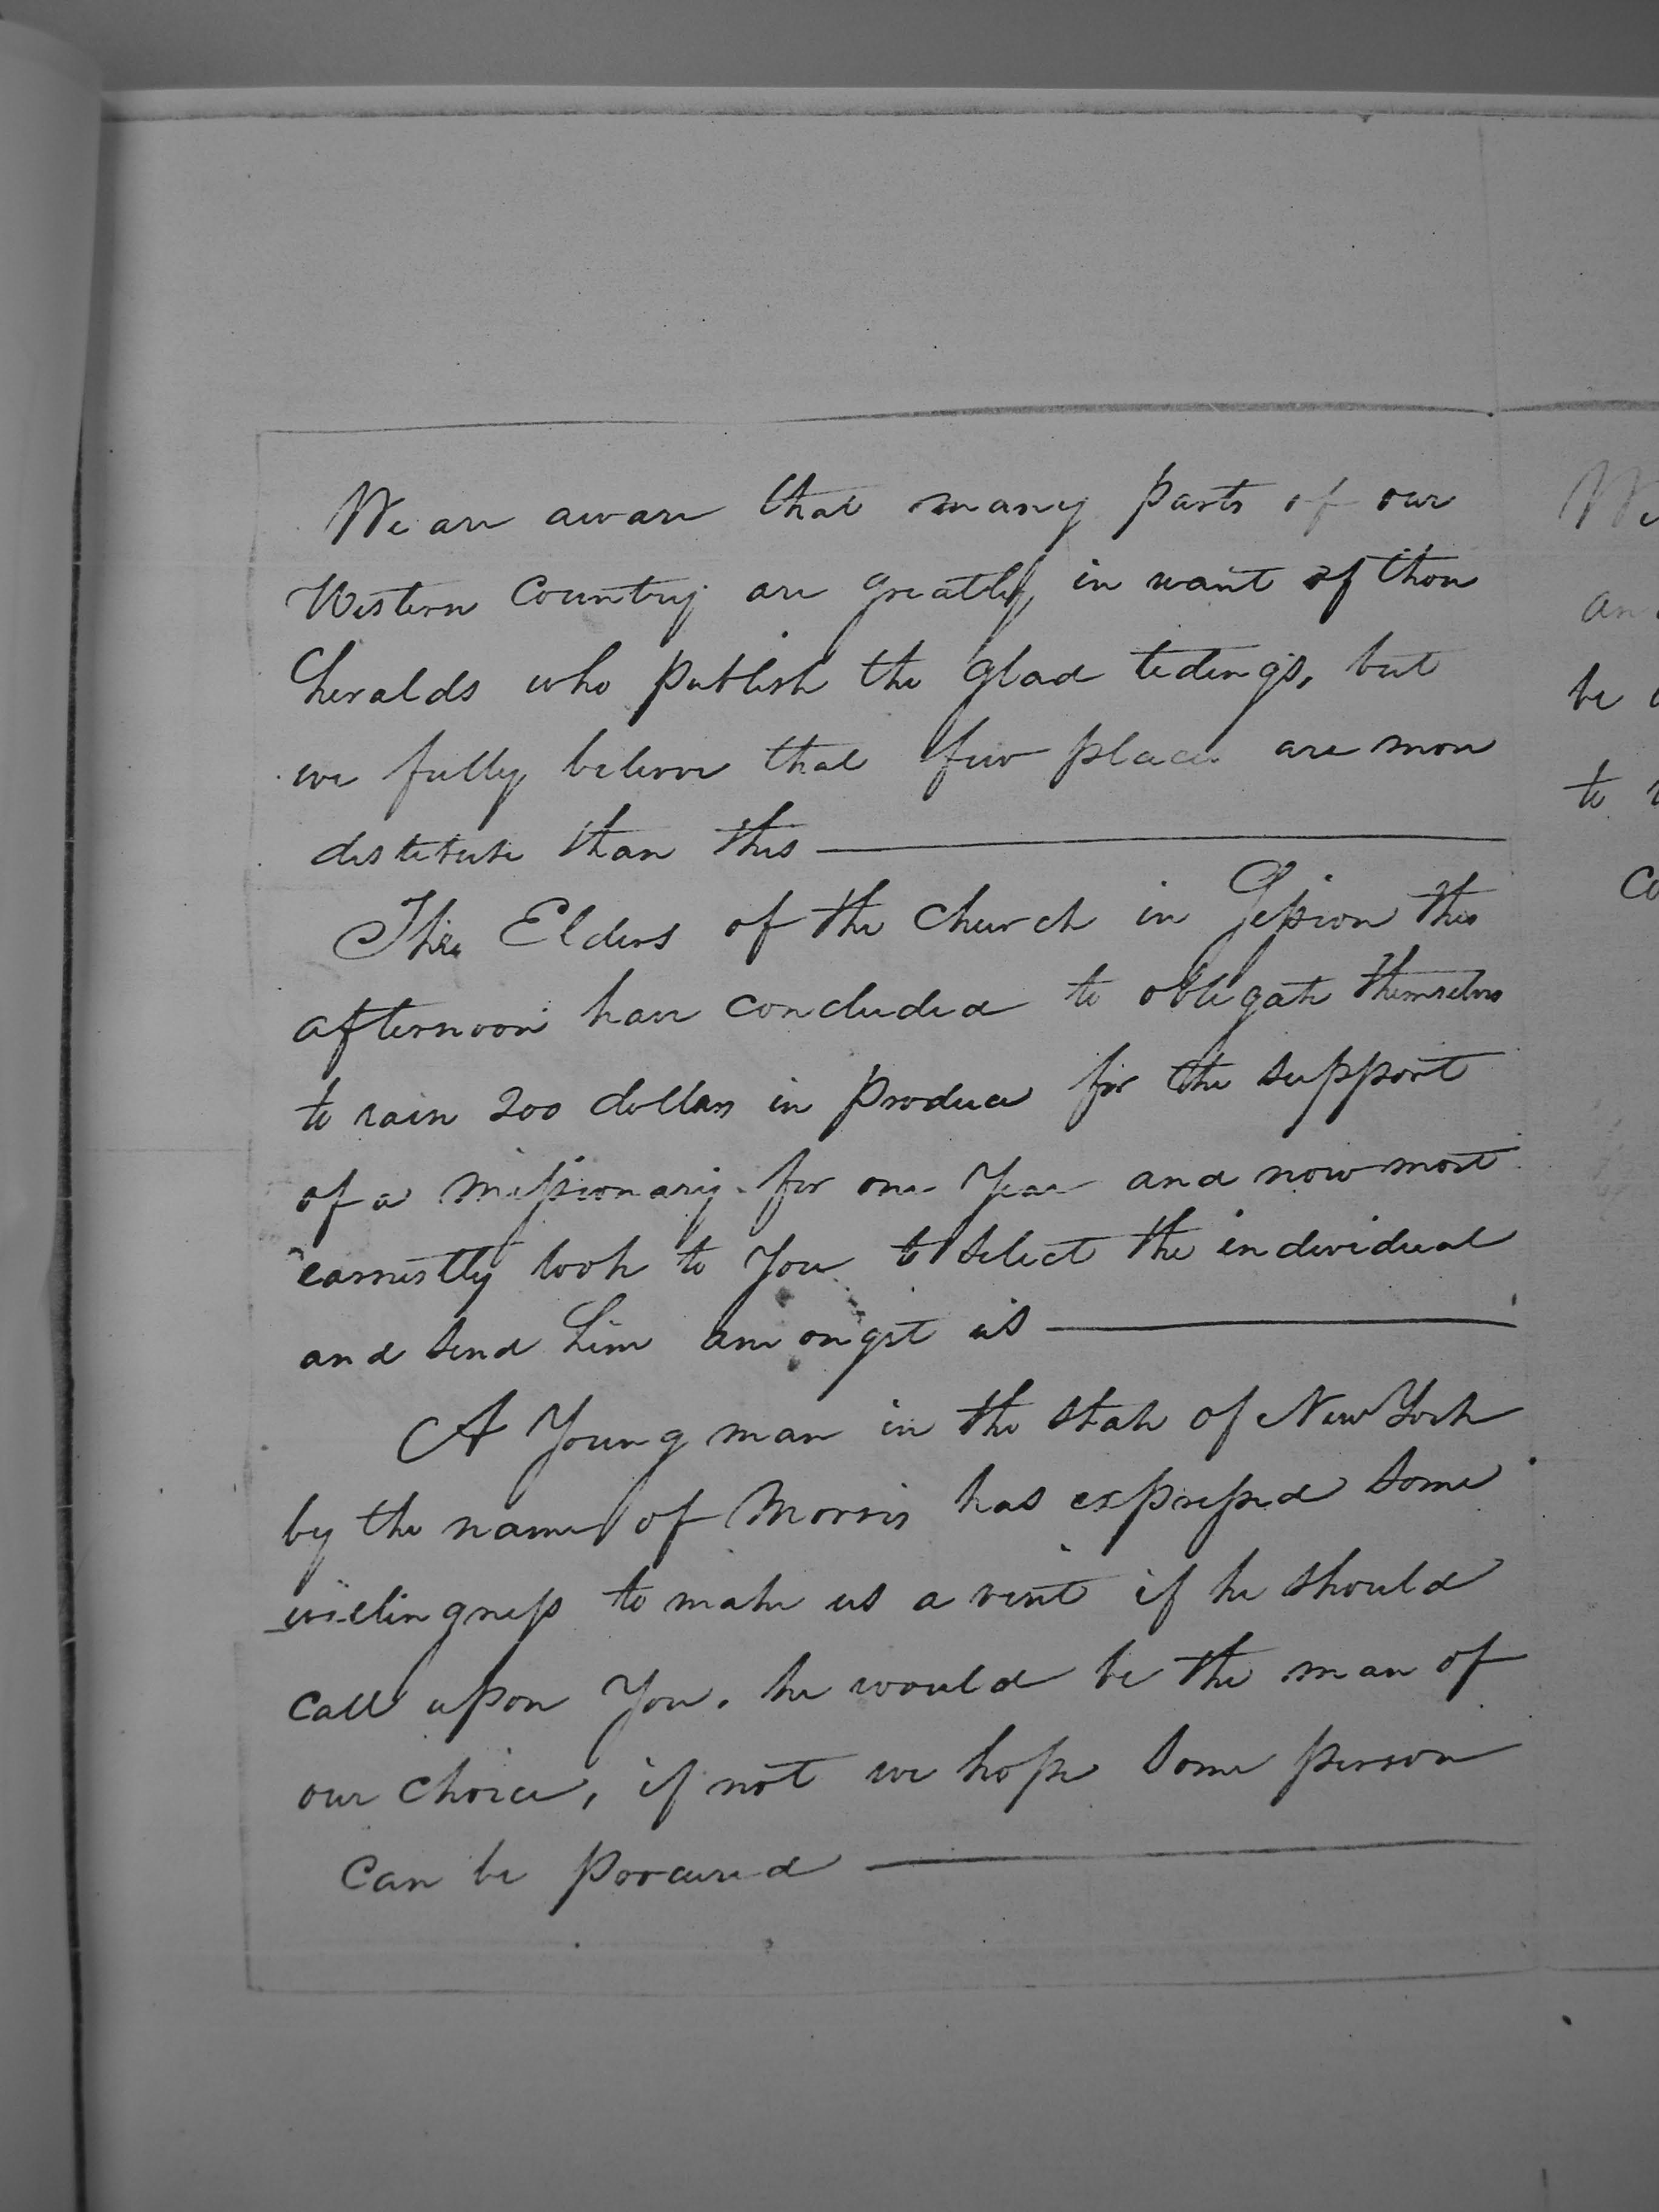 We are aware that many parts of our
Western Country are greatly in want of those
heralds who publish the glad tidings, but
we fully believe that few places are more
destitute than this —
The Elders of the Church in Session this
afternoon have concluded to obligate themselves
to raise 200 dollars in produce for the support
of a Missionary for one Year and now most
earnestly look to You to select the individual
and send him amongst us —
A Young man in the State of New York
by the name of Morris has expressed some
willingness to make us a visit if he should
call upon You. he would be the man of
our choice, if not we hope some person
can be procured —
We
an
be
to